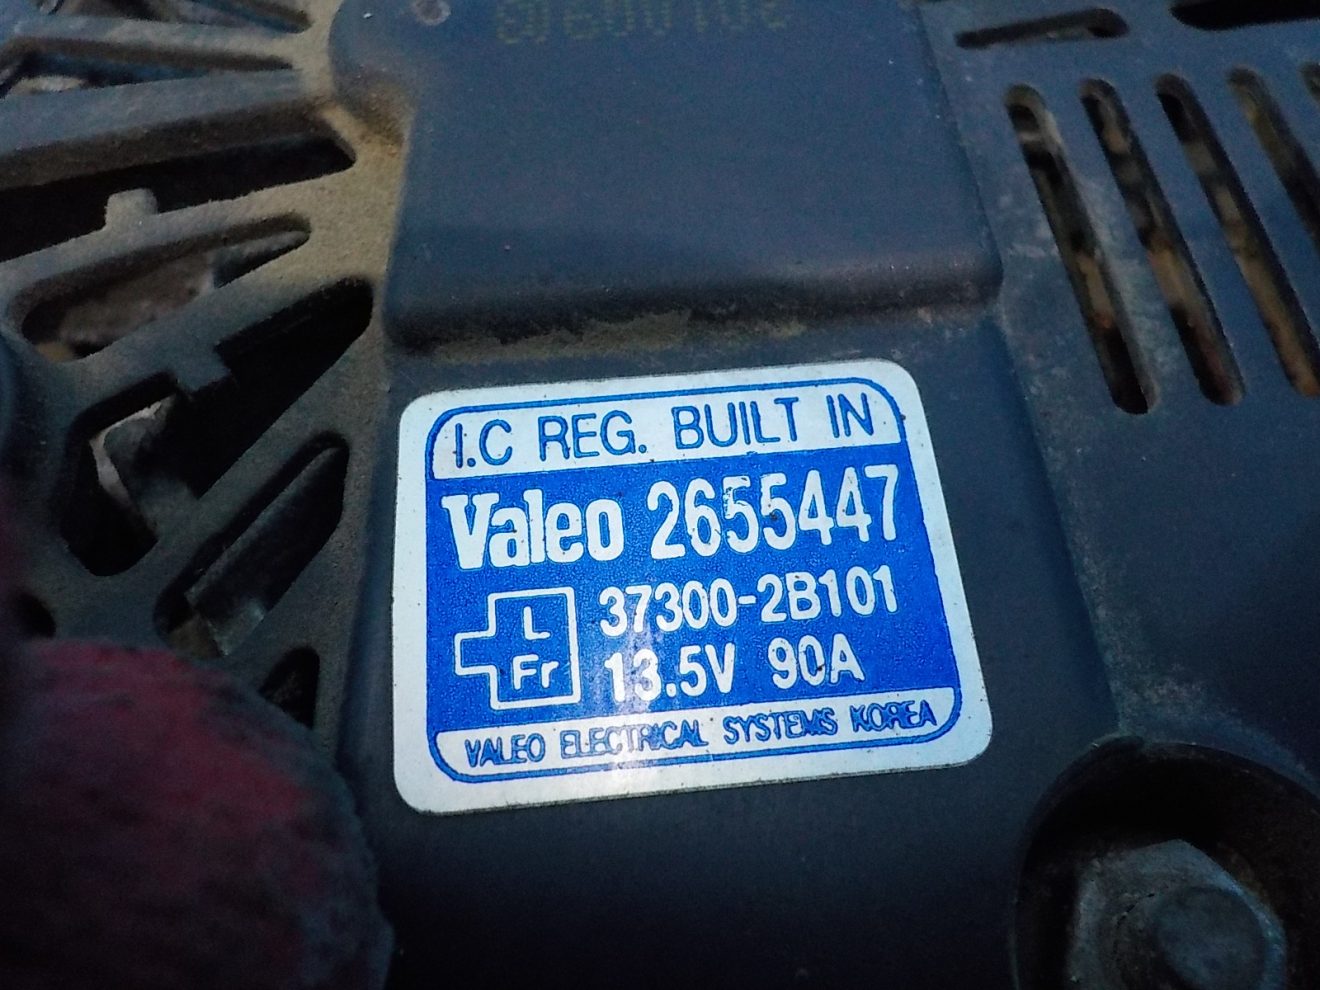 I.C REG. BUILT IN
Valeo 2655447
L
Fr
37300-2B101
13.5V 90A
VALEO ELECTRICAL SYSTEMS KOREA